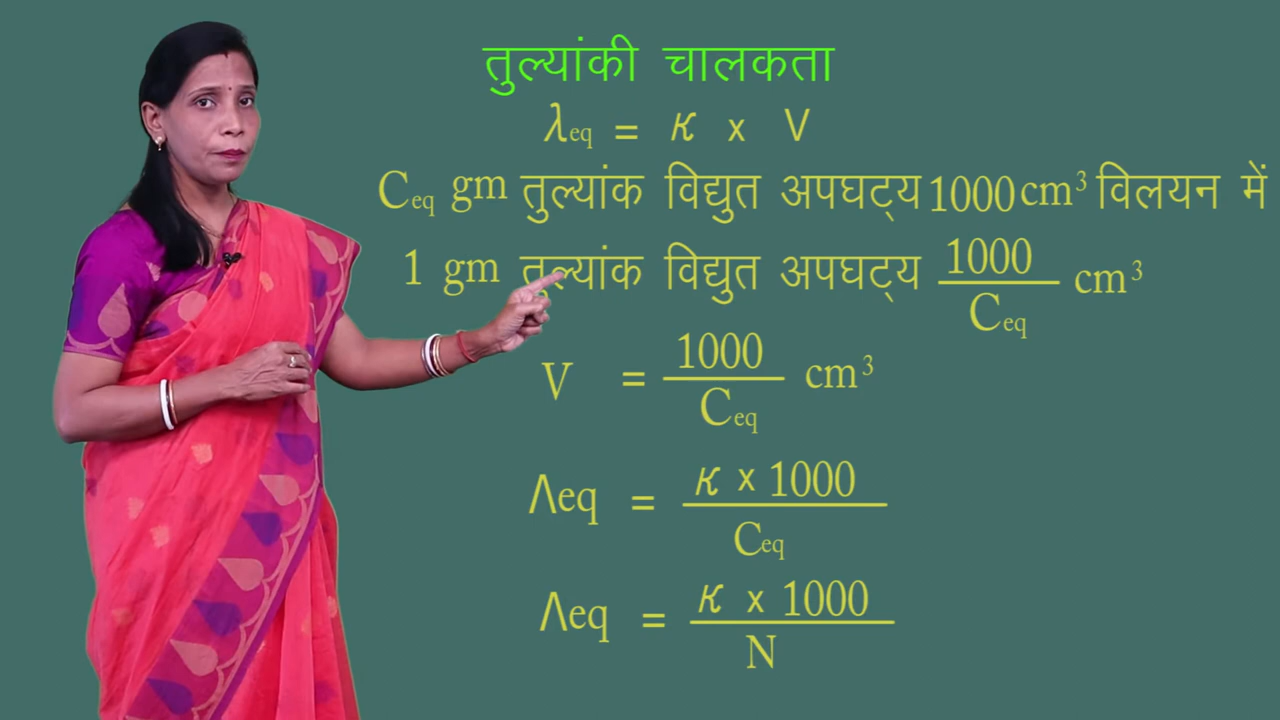 तुल्यांकी चालकता
λeq = κ x V
Ceq gm तुल्यांक विद्युत अपघट्य 1000 cm³ विलयन में
1 gm तुल्यांक विद्युत अपघट्य 1000/Ceq cm³
V = 1000/Ceq cm³
Λeq = κ x 1000/Ceq
Λeq = κ x 1000/N